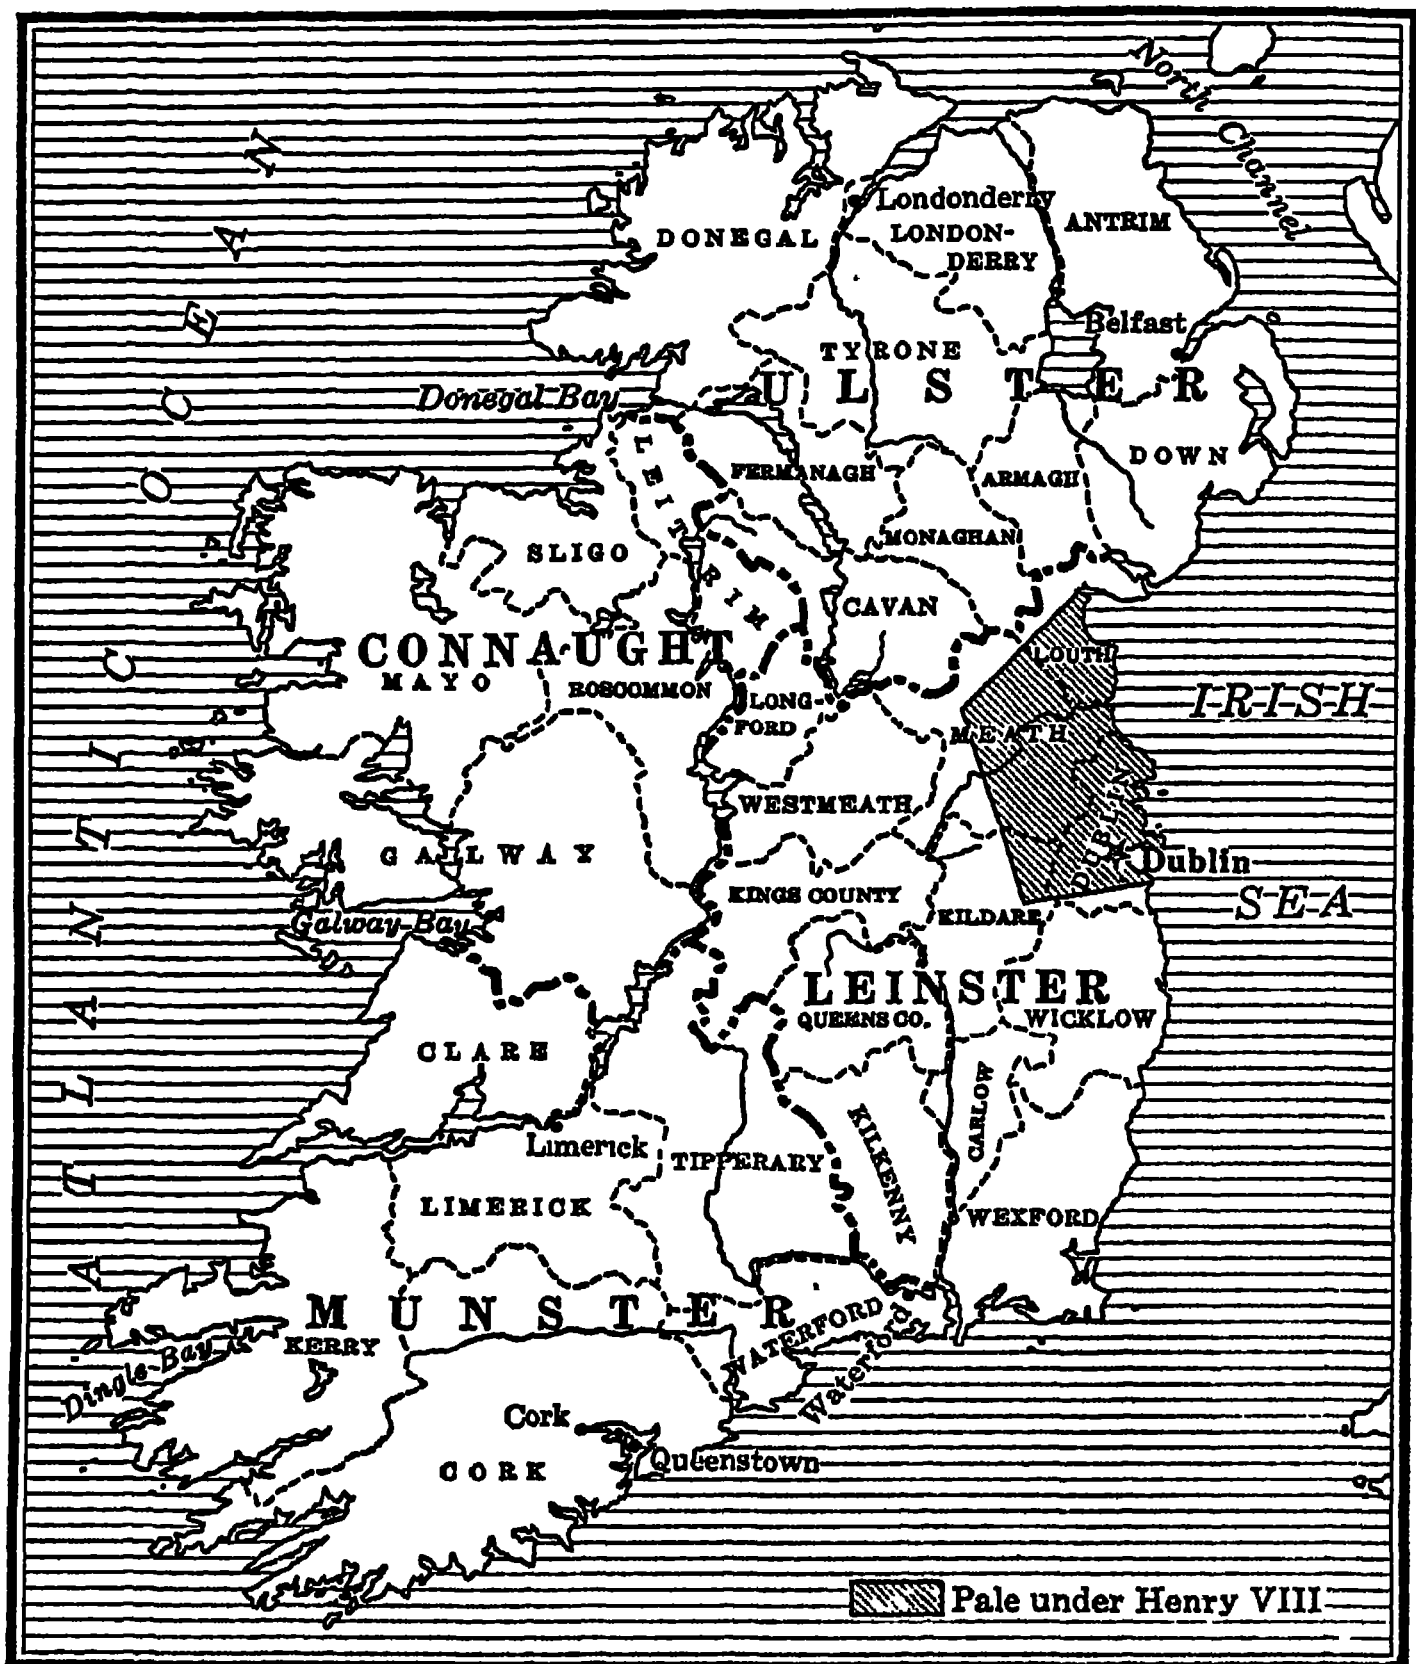 North Channel
Londonderry
DONEGAL
LONDON-
DERRY
ANTRIM
Belfast
TYRONE
ULSTER
Donegal Bay
LEITRIM
FERMANAGH
ARMAGH
DOWN
MONAGHAN
SLIGO
CAVAN
CONNAUGHT
MAYO
ROSCOMMON
LOUTH
LONG-
FORD
MEATH
IRISH
SEA
WESTMEATH
DUBLIN
Dublin
GALWAY
KINGS COUNTY
KILDARE
Galway Bay
LEINSTER
QUEENS CO.
WICKLOW
CLARE
CARLOW
KILKENNY
Limerick
TIPPERARY
LIMERICK
WEXFORD
MUNSTER
KERRY
WATERFORD
Waterford
Dingle Bay
Cork
CORK
Queenstown
ATLANTIC OCEAN
Pale under Henry VIII